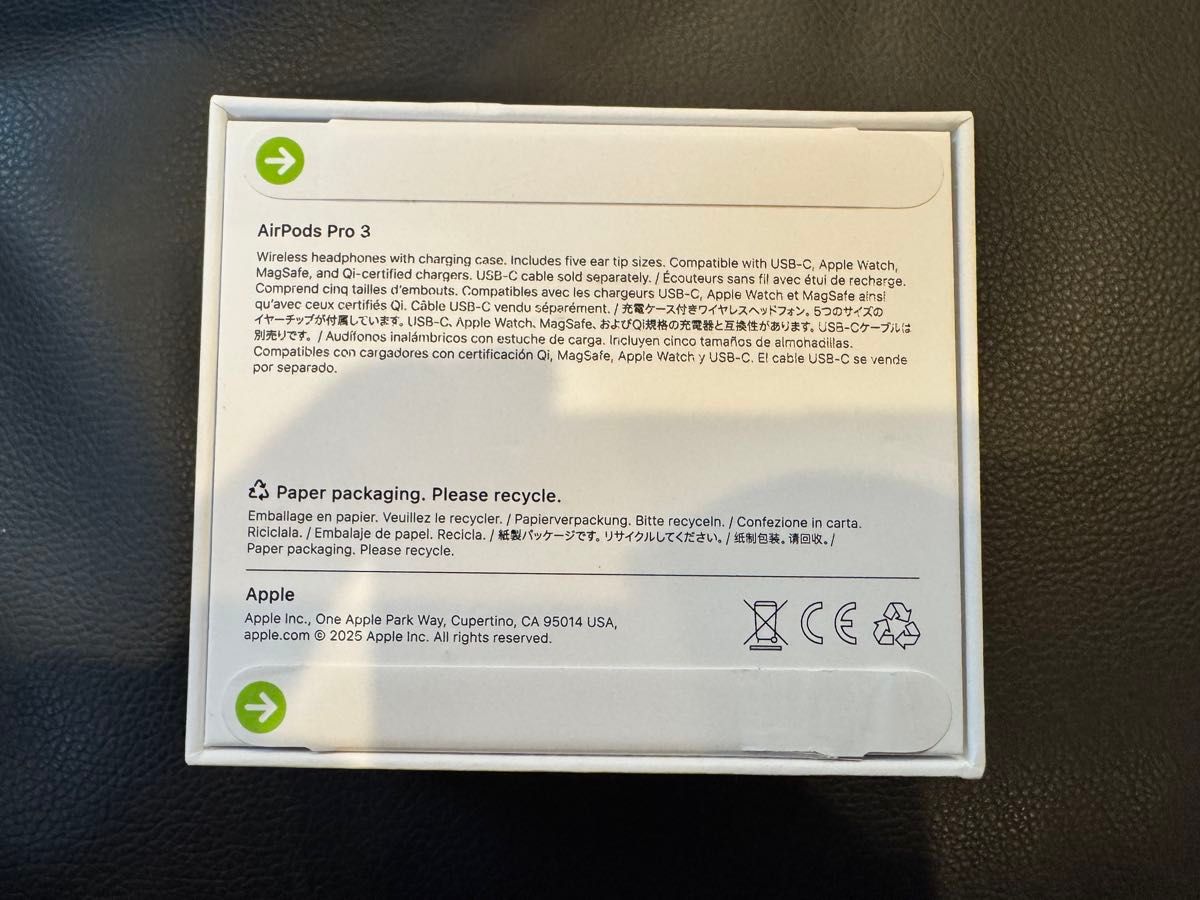 AirPods Pro 3
Wireless headphones with charging case. Includes five ear tip sizes. Compatible with USB-C, Apple Watch,
MagSafe, and Qi-certified chargers. USB-C cable sold separately. / Écouteurs sans fil avec étui de recharge.
Comprend cinq tailles d’embouts. Compatibles avec les chargeurs USB-C, Apple Watch et MagSafe ainsi
qu’avec ceux certifiés Qi. Câble USB-C vendu séparément. / 充電ケース付きワイヤレスヘッドフォン。5つのサイズの
イヤーチップが付属しています。USB-C、Apple Watch、MagSafe、およびQi規格の充電器と互換性があります。USB-Cケーブルは
別売りです。 / Audífonos inalámbricos con estuche de carga. Incluyen cinco tamaños de almohadillas.
Compatibles con cargadores con certificación Qi, MagSafe, Apple Watch y USB-C. El cable USB-C se vende
por separado.
Paper packaging. Please recycle.
Emballage en papier. Veuillez le recycler. / Papierverpackung. Bitte recyceln. / Confezione in carta.
Riciclala. / Embalaje de papel. Recicla. / 紙製パッケージです。リサイクルしてください。 / 纸制包装。请回收。 /
Paper packaging. Please recycle.
Apple
Apple Inc., One Apple Park Way, Cupertino, CA 95014 USA,
apple.com © 2025 Apple Inc. All rights reserved.
CE